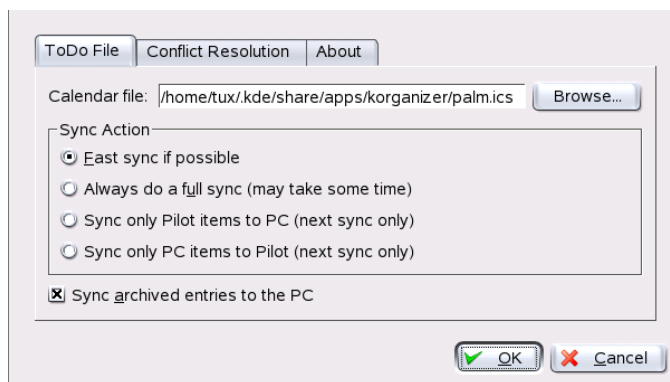 ToDo File Conflict Resolution About
Calendar file: /home/tux/.kde/share/apps/korganizer/palm.ics Browse...
Sync Action
Fast sync if possible
Always do a full sync (may take some time)
Sync only Pilot items to PC (next sync only)
Sync only PC items to Pilot (next sync only)
Sync archived entries to the PC
OK Cancel